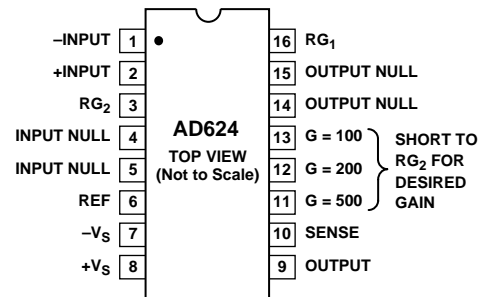 –INPUT 1
+INPUT 2
RG₂ 3
INPUT NULL 4
INPUT NULL 5
REF 6
–Vₛ 7
+Vₛ 8
AD624
TOP VIEW
(Not to Scale)
16 RG₁
15 OUTPUT NULL
14 OUTPUT NULL
13 G = 100
12 G = 200
11 G = 500
10 SENSE
9 OUTPUT
SHORT TO
RG₂ FOR
DESIRED
GAIN